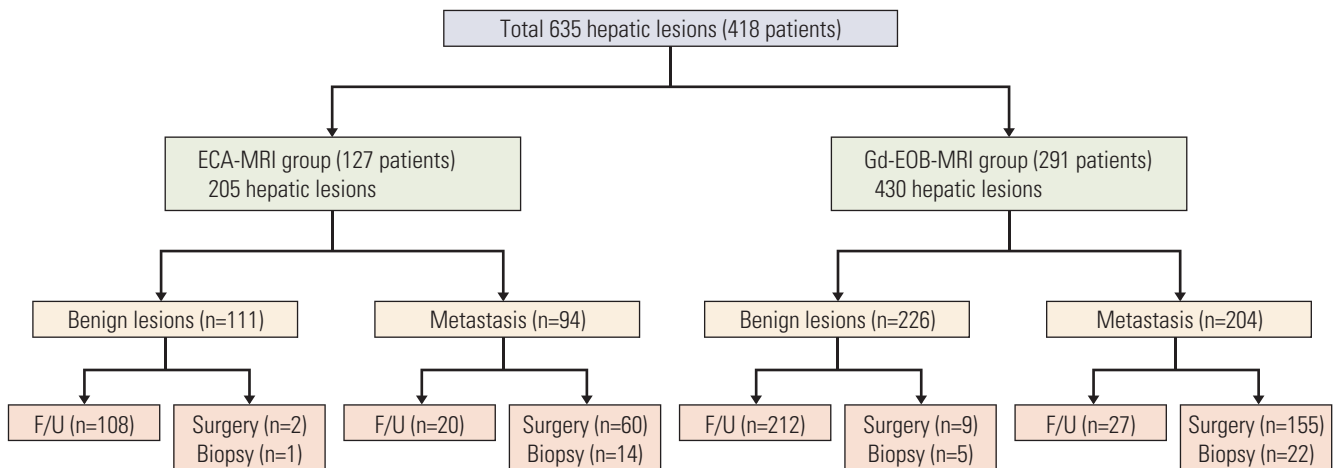 Total 635 hepatic lesions (418 patients)
ECA-MRI group (127 patients)
205 hepatic lesions
Gd-EOB-MRI group (291 patients)
430 hepatic lesions
Benign lesions (n=111)
Metastasis (n=94)
Benign lesions (n=226)
Metastasis (n=204)
F/U (n=108)
Surgery (n=2)
Biopsy (n=1)
F/U (n=20)
Surgery (n=60)
Biopsy (n=14)
F/U (n=212)
Surgery (n=9)
Biopsy (n=5)
F/U (n=27)
Surgery (n=155)
Biopsy (n=22)